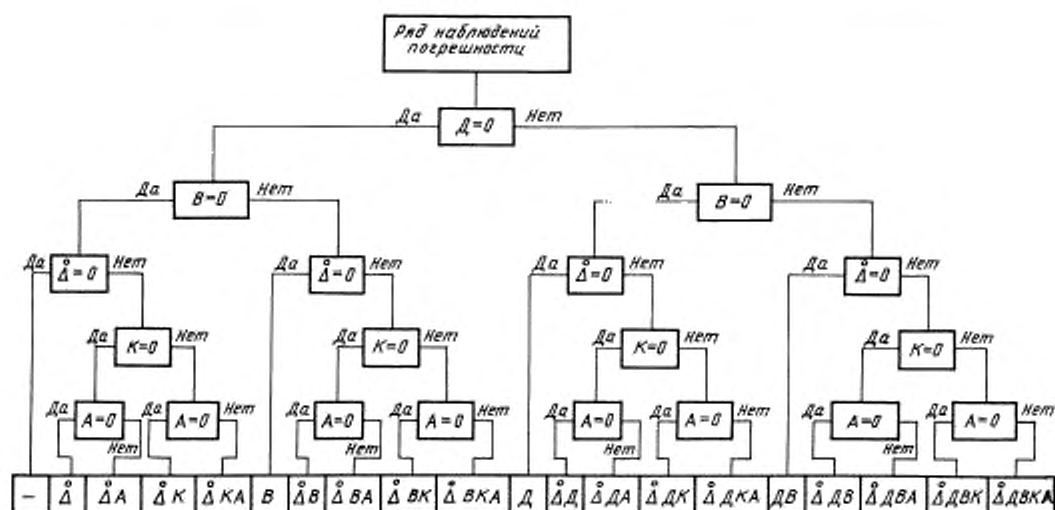 Ряд наблюдений
погрешности
Да Д=0 Нет
Да В=0 Нет Да В=0 Нет
Да Δ̊=0 Нет Да Δ̊=0 Нет Да Δ̊=0 Нет Да Δ̊=0 Нет
Да К=0 Нет Да К=0 Нет Да К=0 Нет Да К=0 Нет
Да А=0 Нет Да А=0 Нет Да А=0 Нет Да А=0 Нет Да А=0 Нет Да А=0 Нет Да А=0 Нет Да А=0 Нет
– Δ̊ Δ̊А Δ̊К Δ̊КА В Δ̊В Δ̊ВА Δ̊ВК Δ̊ВКА Д Δ̊Д Δ̊ДА Δ̊ДК Δ̊ДКА ДВ Δ̊ДВ Δ̊ДВА Δ̊ДВК Δ̊ДВКА